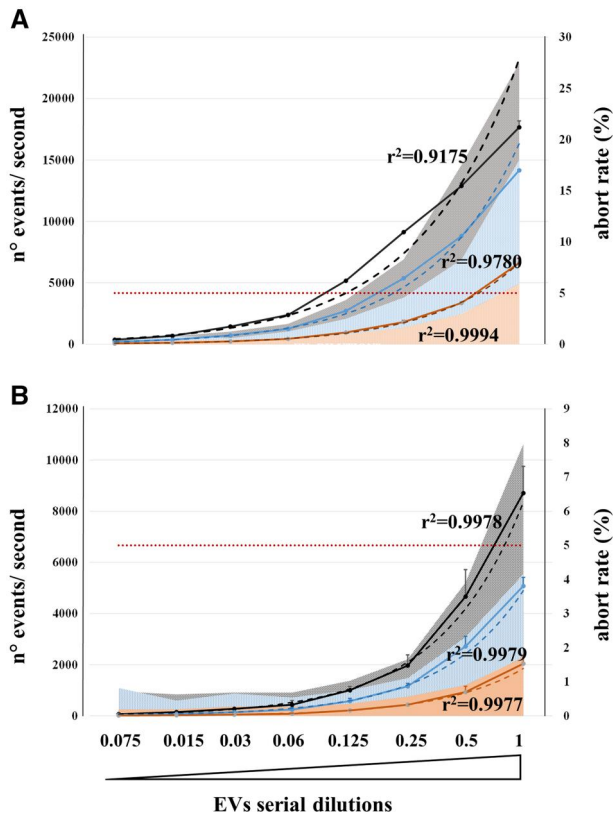 A
n° events/ second
abort rate (%)
25000
20000
15000
10000
5000
0
30
25
20
15
10
5
0
r²=0.9175
r²=0.9780
r²=0.9994
B
n° events/ second
abort rate (%)
12000
10000
8000
6000
4000
2000
0
9
8
7
6
5
4
3
2
1
0
r²=0.9978
r²=0.9979
r²=0.9977
0.075 0.015 0.03 0.06 0.125 0.25 0.5 1
EVs serial dilutions